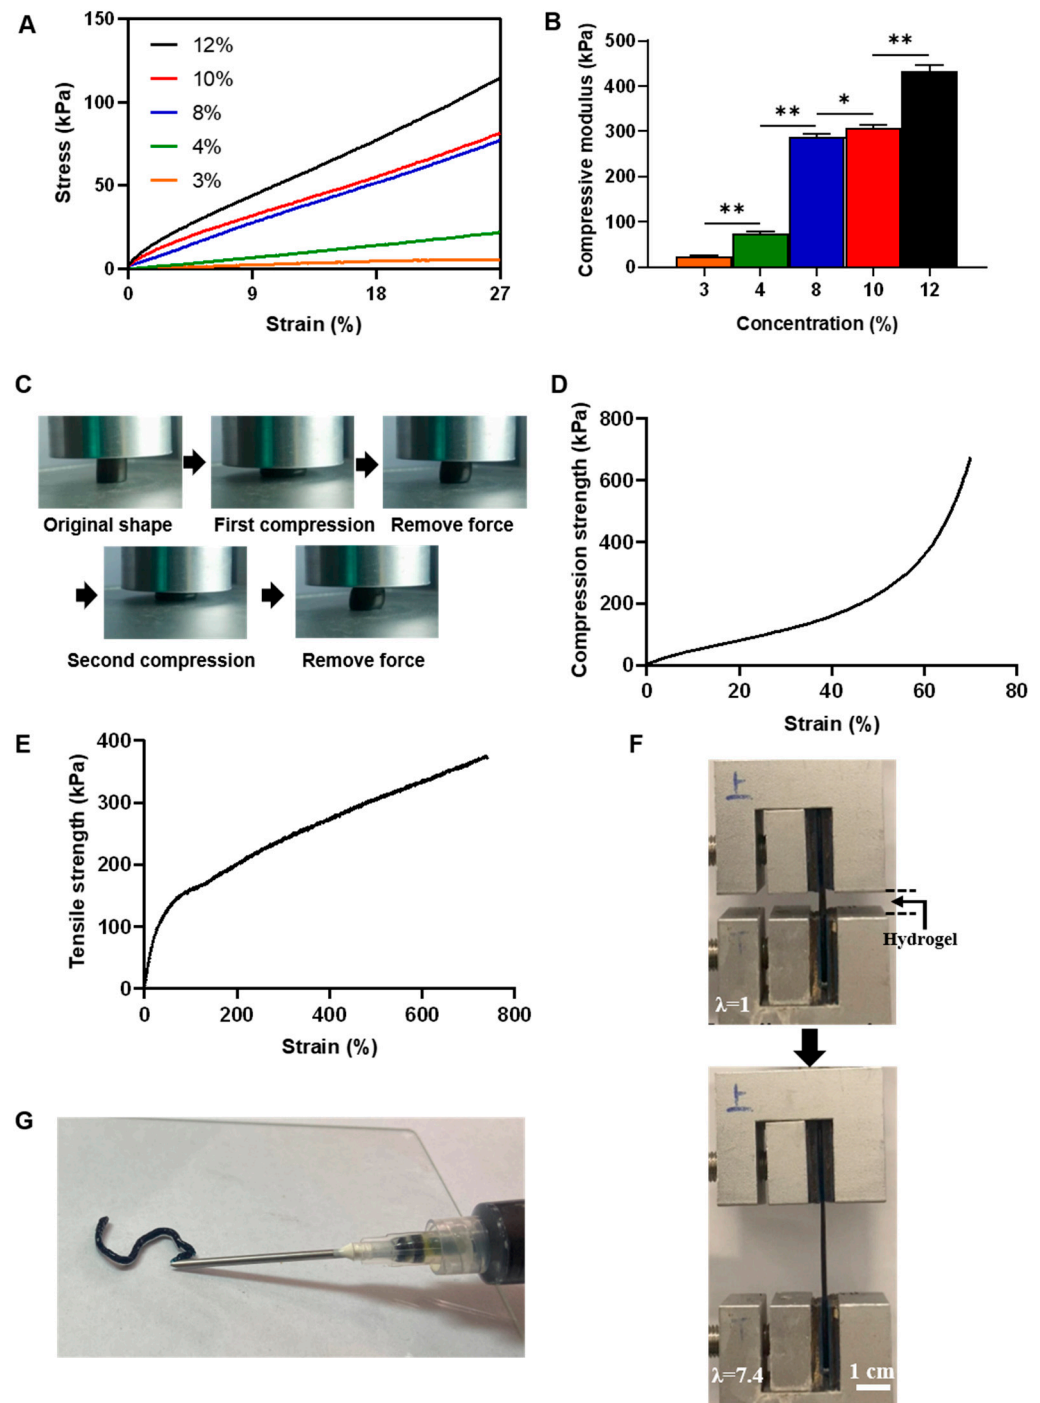 A
Stress (kPa)
150
100
50
0
12%
10%
8%
4%
3%
0 9 18 27
Strain (%)
B
Compressive modulus (kPa)
500
400
300
200
100
0
** ** * **
3 4 8 10 12
Concentration (%)
C
Original shape First compression Remove force
Second compression Remove force
D
Compression strength (kPa)
800
600
400
200
0
0 20 40 60 80
Strain (%)
E
Tensile strength (kPa)
400
300
200
100
0
0 200 400 600 800
Strain (%)
F
上
Hydrogel
λ=1
上
λ=7.4 1 cm
G